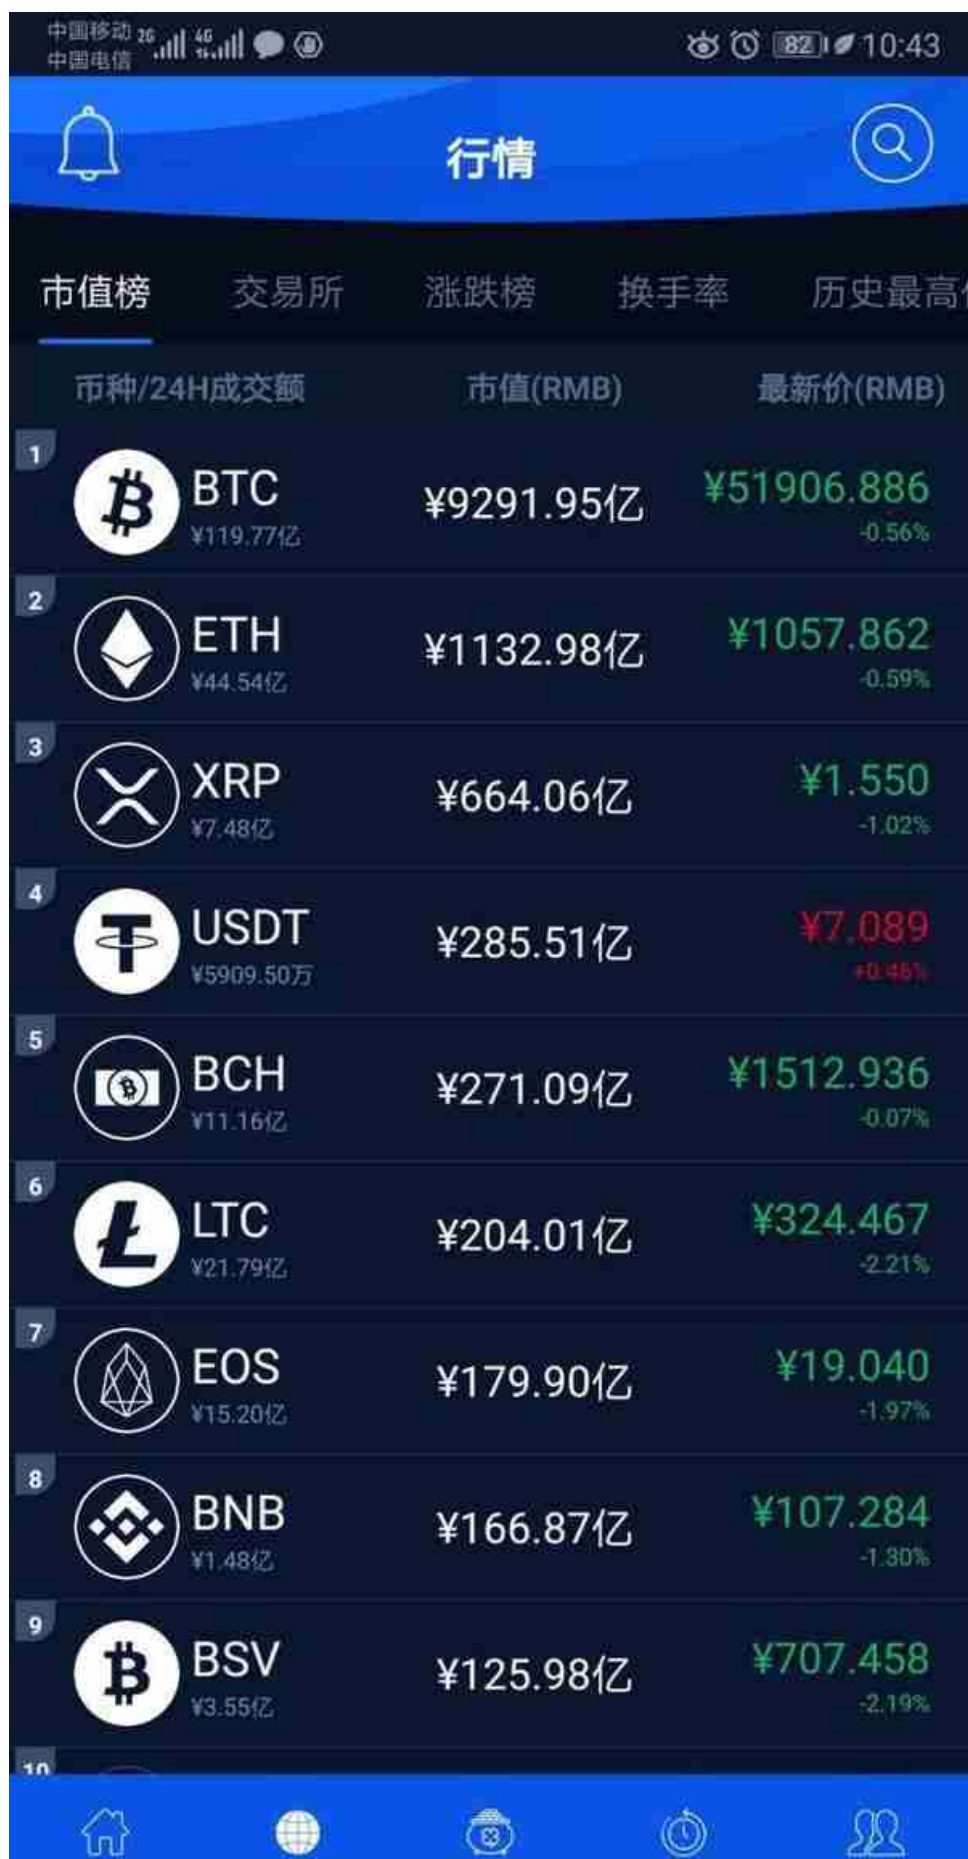 中国移动 2G 4G
中国电信 82 10:43
行情
市值榜 交易所 涨跌榜 换手率 历史最高
币种/24H成交额 市值(RMB) 最新价(RMB)
1
BTC ¥9291.95亿 ¥51906.886
¥119.77亿 -0.56%
2
ETH ¥1132.98亿 ¥1057.862
¥44.54亿 -0.59%
3
XRP ¥664.06亿 ¥1.550
¥7.48亿 -1.02%
4
USDT ¥285.51亿 ¥7.089
¥5909.50万 +0.46%
5
BCH ¥271.09亿 ¥1512.936
¥11.16亿 -0.07%
6
LTC ¥204.01亿 ¥324.467
¥21.79亿 -2.21%
7
EOS ¥179.90亿 ¥19.040
¥15.20亿 -1.97%
8
BNB ¥166.87亿 ¥107.284
¥1.48亿 -1.30%
9
BSV ¥125.98亿 ¥707.458
¥3.55亿 -2.19%
10